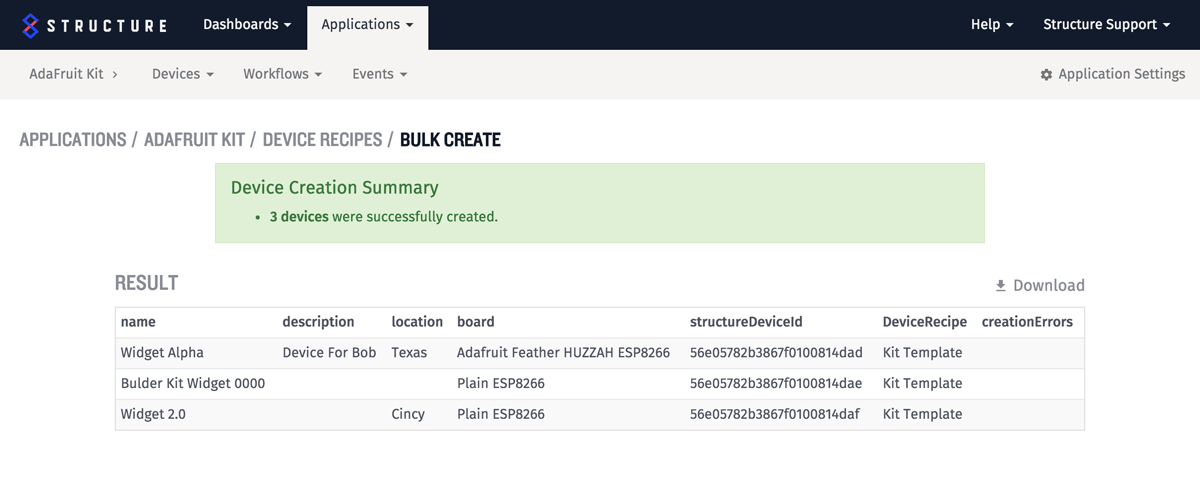 STRUCTURE Dashboards Applications Help Structure Support
AdaFruit Kit > Devices Workflows Events Application Settings
APPLICATIONS / ADAFRUIT KIT / DEVICE RECIPES / BULK CREATE
Device Creation Summary
• 3 devices were successfully created.
RESULT Download
name description location board structureDeviceId DeviceRecipe creationErrors
Widget Alpha Device For Bob Texas Adafruit Feather HUZZAH ESP8266 56e05782b3867f0100814dad Kit Template
Bulder Kit Widget 0000 Plain ESP8266 56e05782b3867f0100814dae Kit Template
Widget 2.0 Cincy Plain ESP8266 56e05782b3867f0100814daf Kit Template